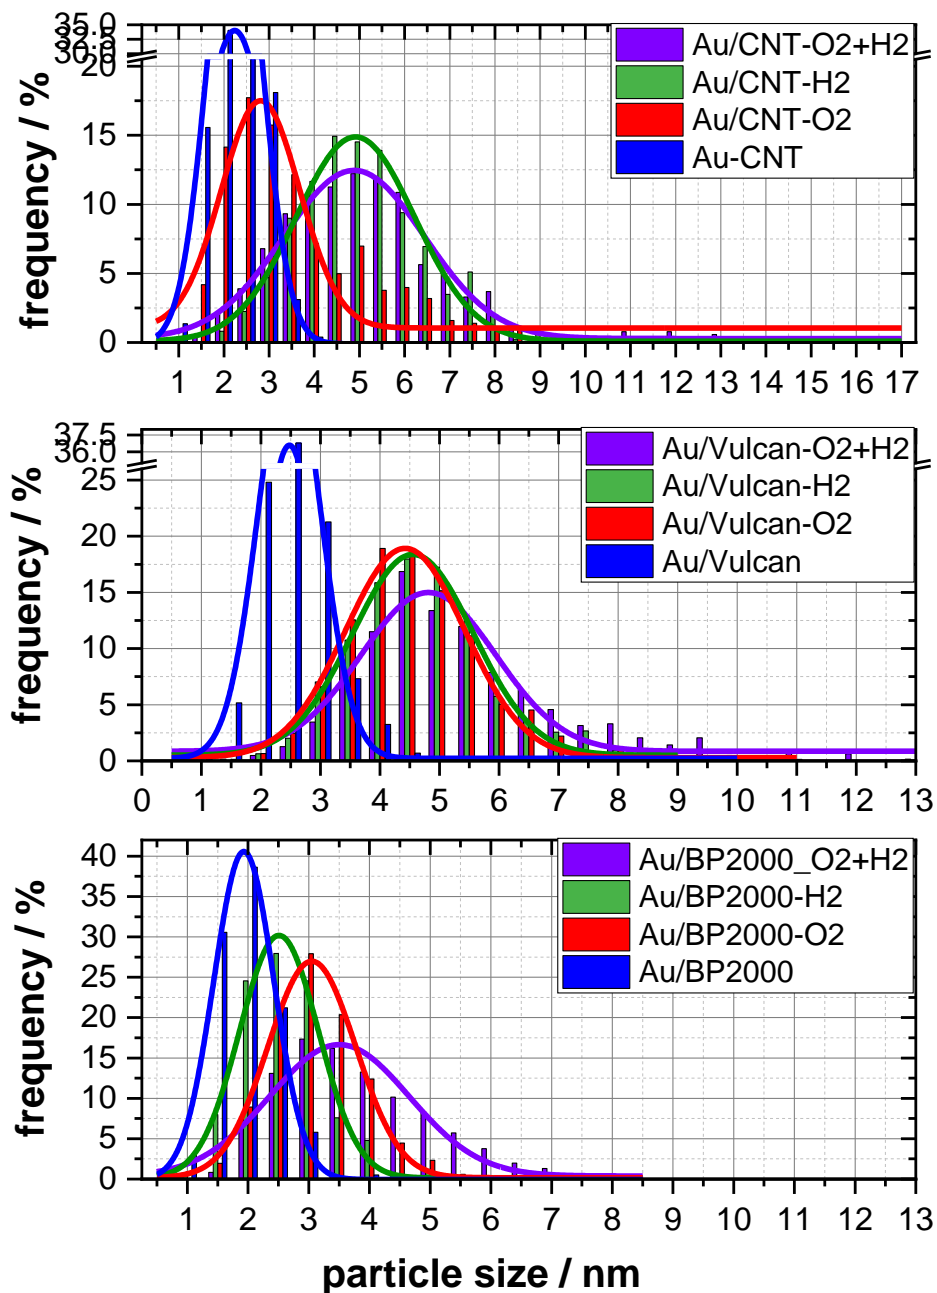 35.0
32.5
30.0
20
15
10
5
0
frequency / %
Au/CNT-O2+H2
Au/CNT-H2
Au/CNT-O2
Au-CNT
1 2 3 4 5 6 7 8 9 10 11 12 13 14 15 16 17
37.5
36.0
25
20
15
10
5
0
frequency / %
Au/Vulcan-O2+H2
Au/Vulcan-H2
Au/Vulcan-O2
Au/Vulcan
0 1 2 3 4 5 6 7 8 9 10 11 12 13
40
35
30
25
20
15
10
5
0
frequency / %
Au/BP2000_O2+H2
Au/BP2000-H2
Au/BP2000-O2
Au/BP2000
1 2 3 4 5 6 7 8 9 10 11 12 13
particle size / nm